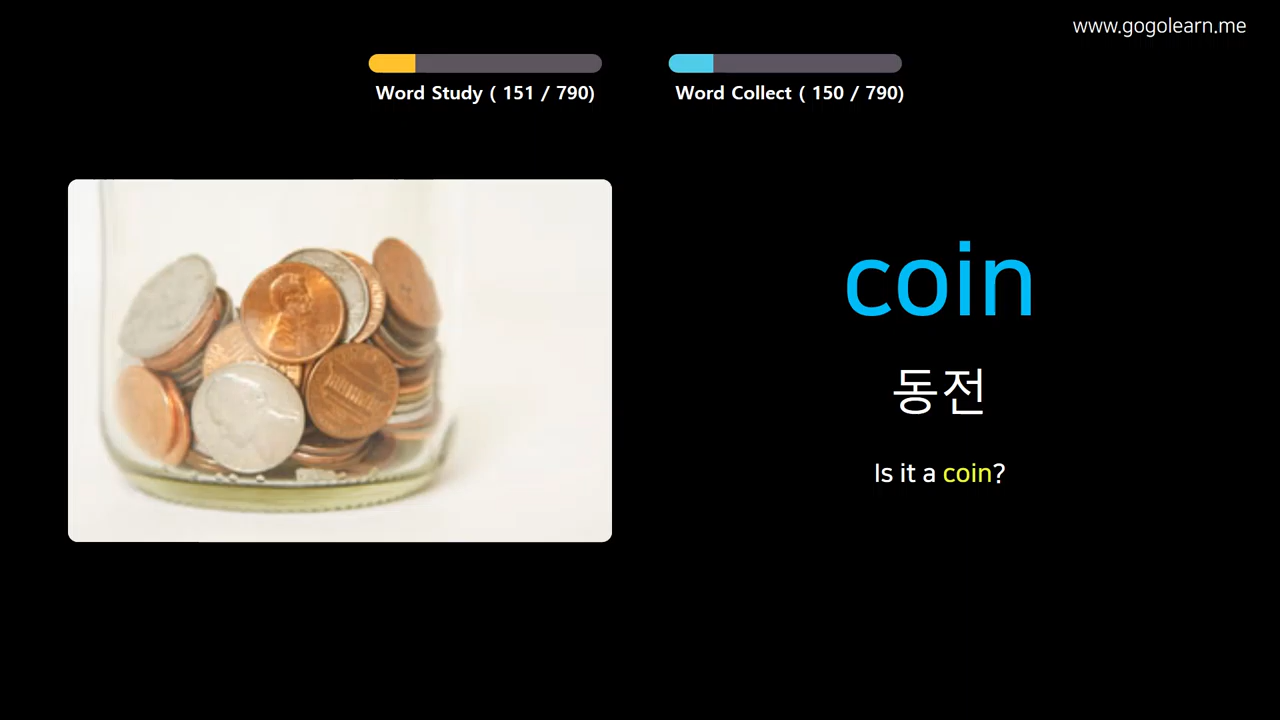 www.gogolearn.me
Word Study ( 151 / 790)
Word Collect ( 150 / 790)
coin
동전
Is it a coin?